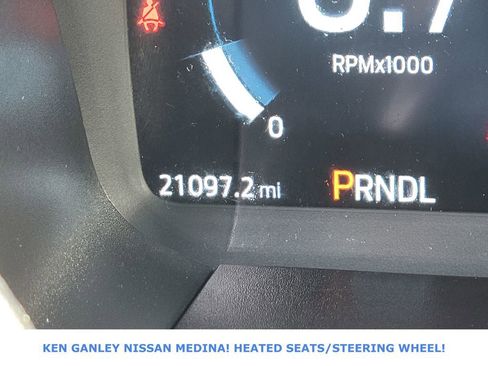 RPMx1000
0
21097.2 mi
PRNDL
KEN GANLEY NISSAN MEDINA! HEATED SEATS/STEERING WHEEL!